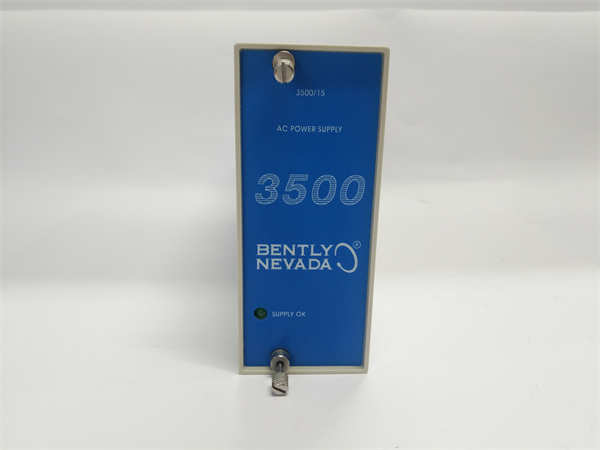 3500/15
AC POWER SUPPLY
3500
BENTLY
NEVADA
SUPPLY OK